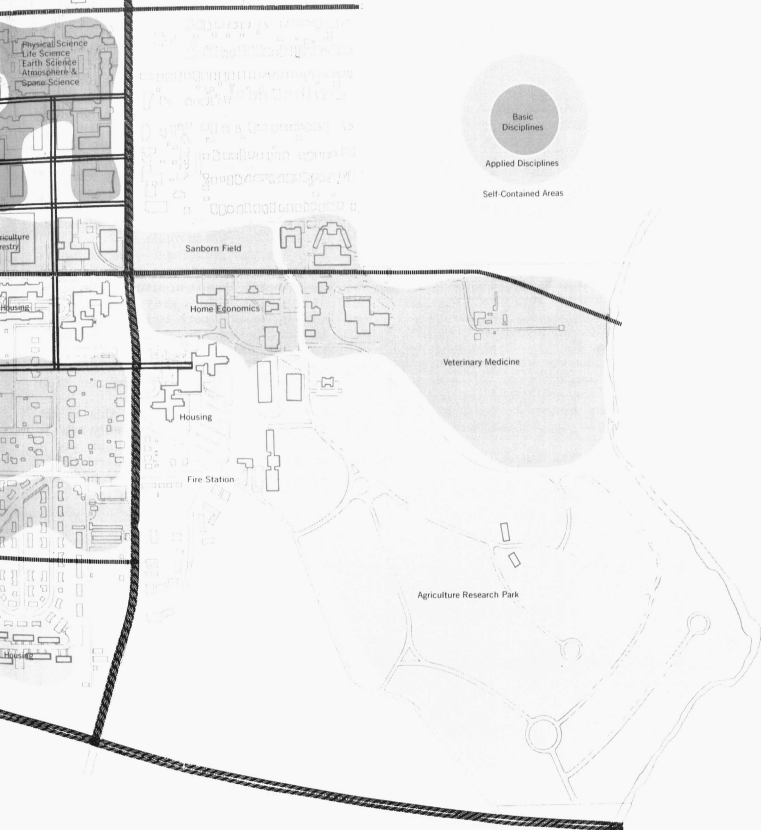 Physical Science
Life Science
Earth Science
Atmosphere &
Space Science
Basic
Disciplines
Applied Disciplines
Self-Contained Areas
Sanborn Field
Housing
Home Economics
Veterinary Medicine
Housing
Fire Station
Agriculture Research Park
Housing